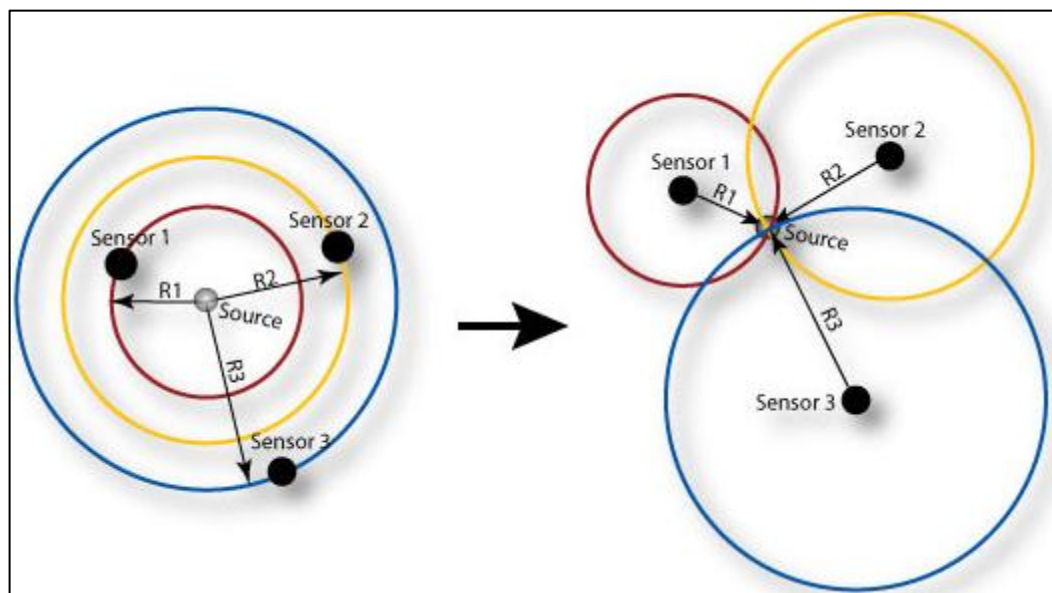 Sensor 1
Sensor 2
R1
R2
Source
R3
Sensor 3
Sensor 2
Sensor 1
R1
R2
Source
R3
Sensor 3